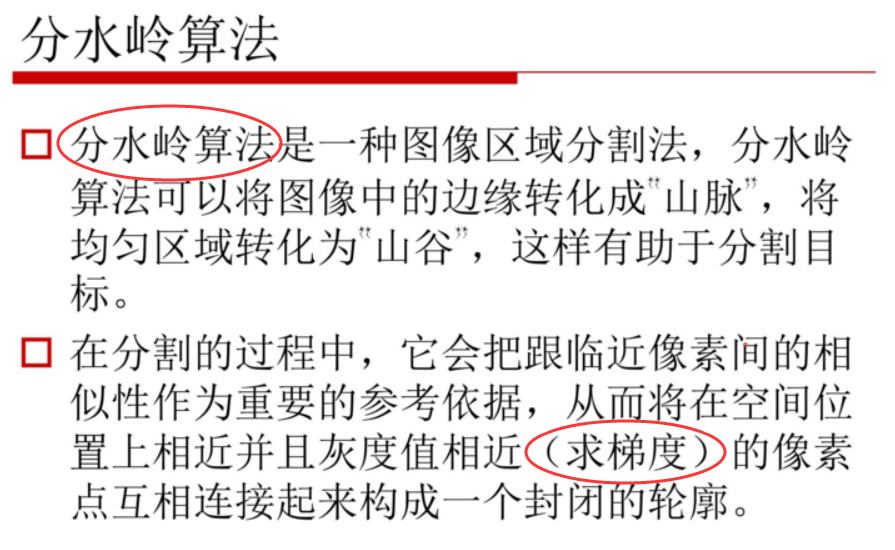 分水岭算法
分水岭算法是一种图像区域分割法，分水岭
算法可以将图像中的边缘转化成“山脉”，将
均匀区域转化为“山谷”，这样有助于分割目
标。
在分割的过程中，它会把跟临近像素间的相
似性作为重要的参考依据，从而将在空间位
置上相近并且灰度值相近（求梯度）的像素
点互相连接起来构成一个封闭的轮廓。